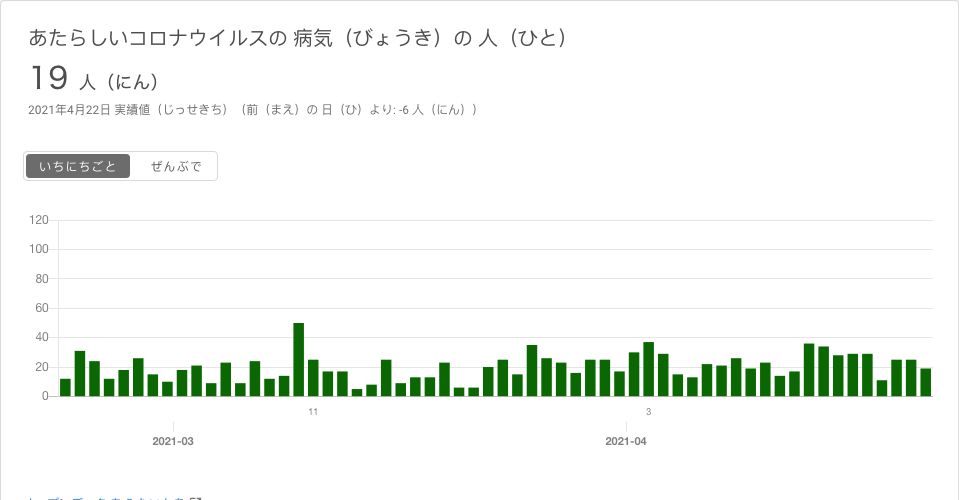 あたらしいコロナウイルスの 病気（びょうき）の 人（ひと）
19 人（にん）
2021年4月22日 実績値（じっせきち）（前（まえ）の 日（ひ）より: -6 人（にん））
いちにちごと ぜんぶで
120
100
80
60
40
20
0
11 3
2021-03 2021-04